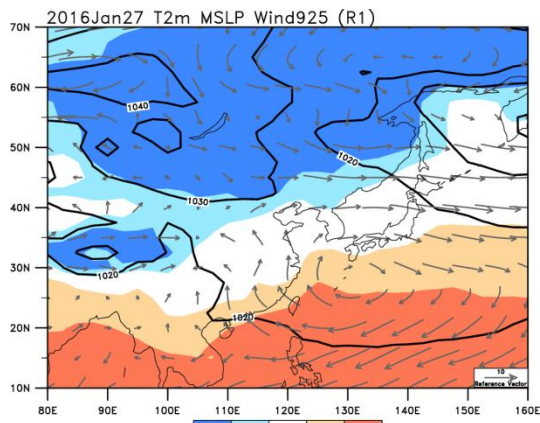 2016Jan27 T2m MSLP Wind925 (R1)
70N
60N
1040
50N
1020
1030
40N
30N
1020
20N
1020
10
Reference Vector
10N
80E 90E 100E 110E 120E 130E 140E 150E 160E